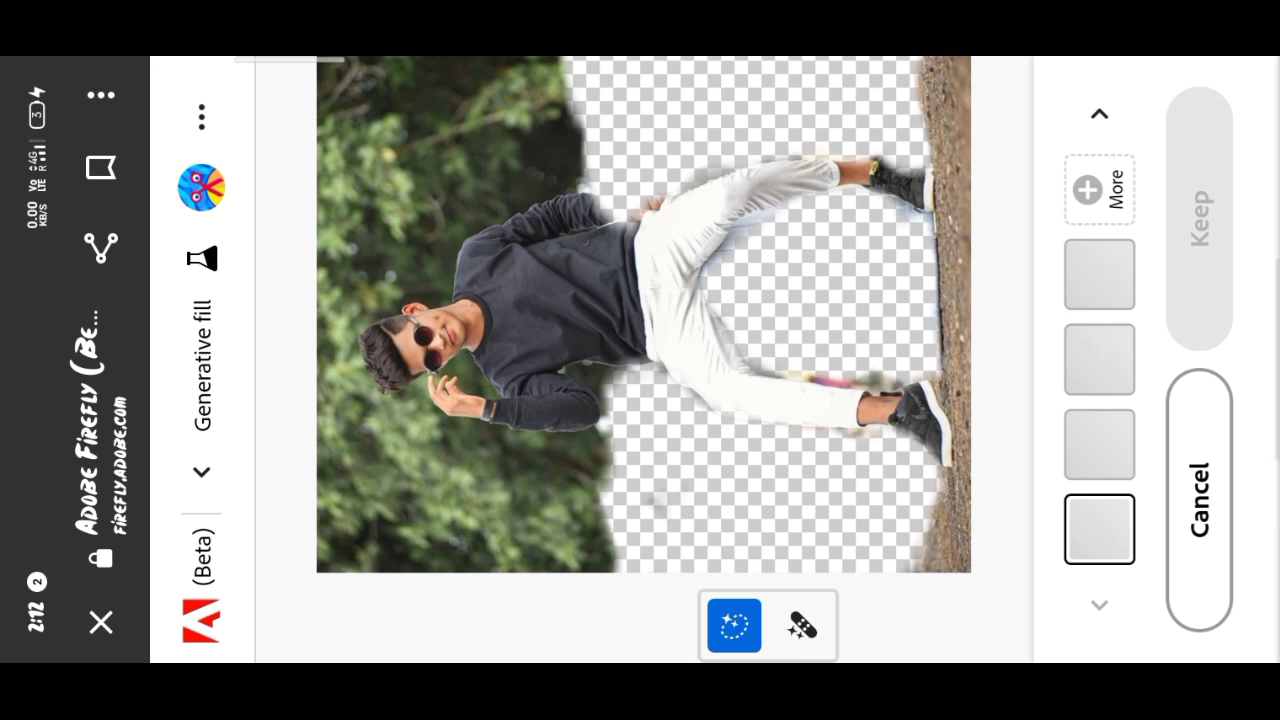 2:12 2
0.00 KB/S Vo LTE 4G R 3
Adobe Firefly (Be...
firefly.adobe.com
(Beta)
Generative fill
More
Cancel
Keep